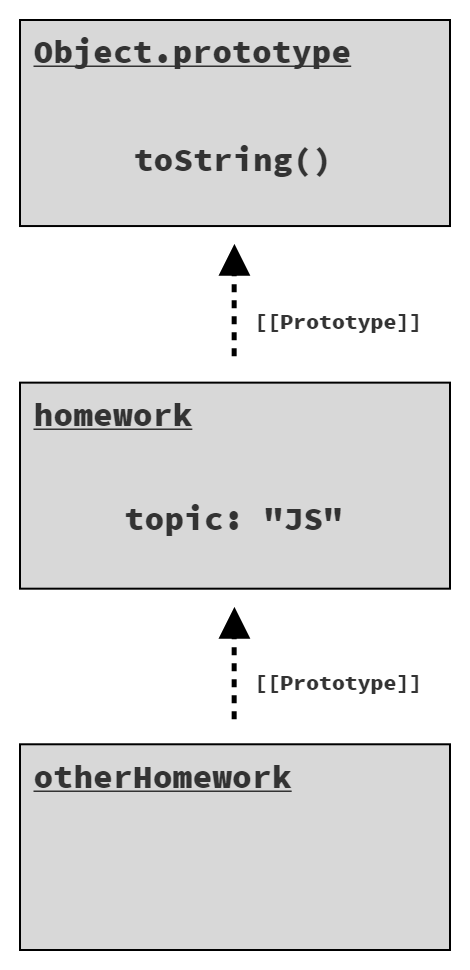 Object.prototype
toString()
[[Prototype]]
homework
topic: "JS"
[[Prototype]]
otherHomework